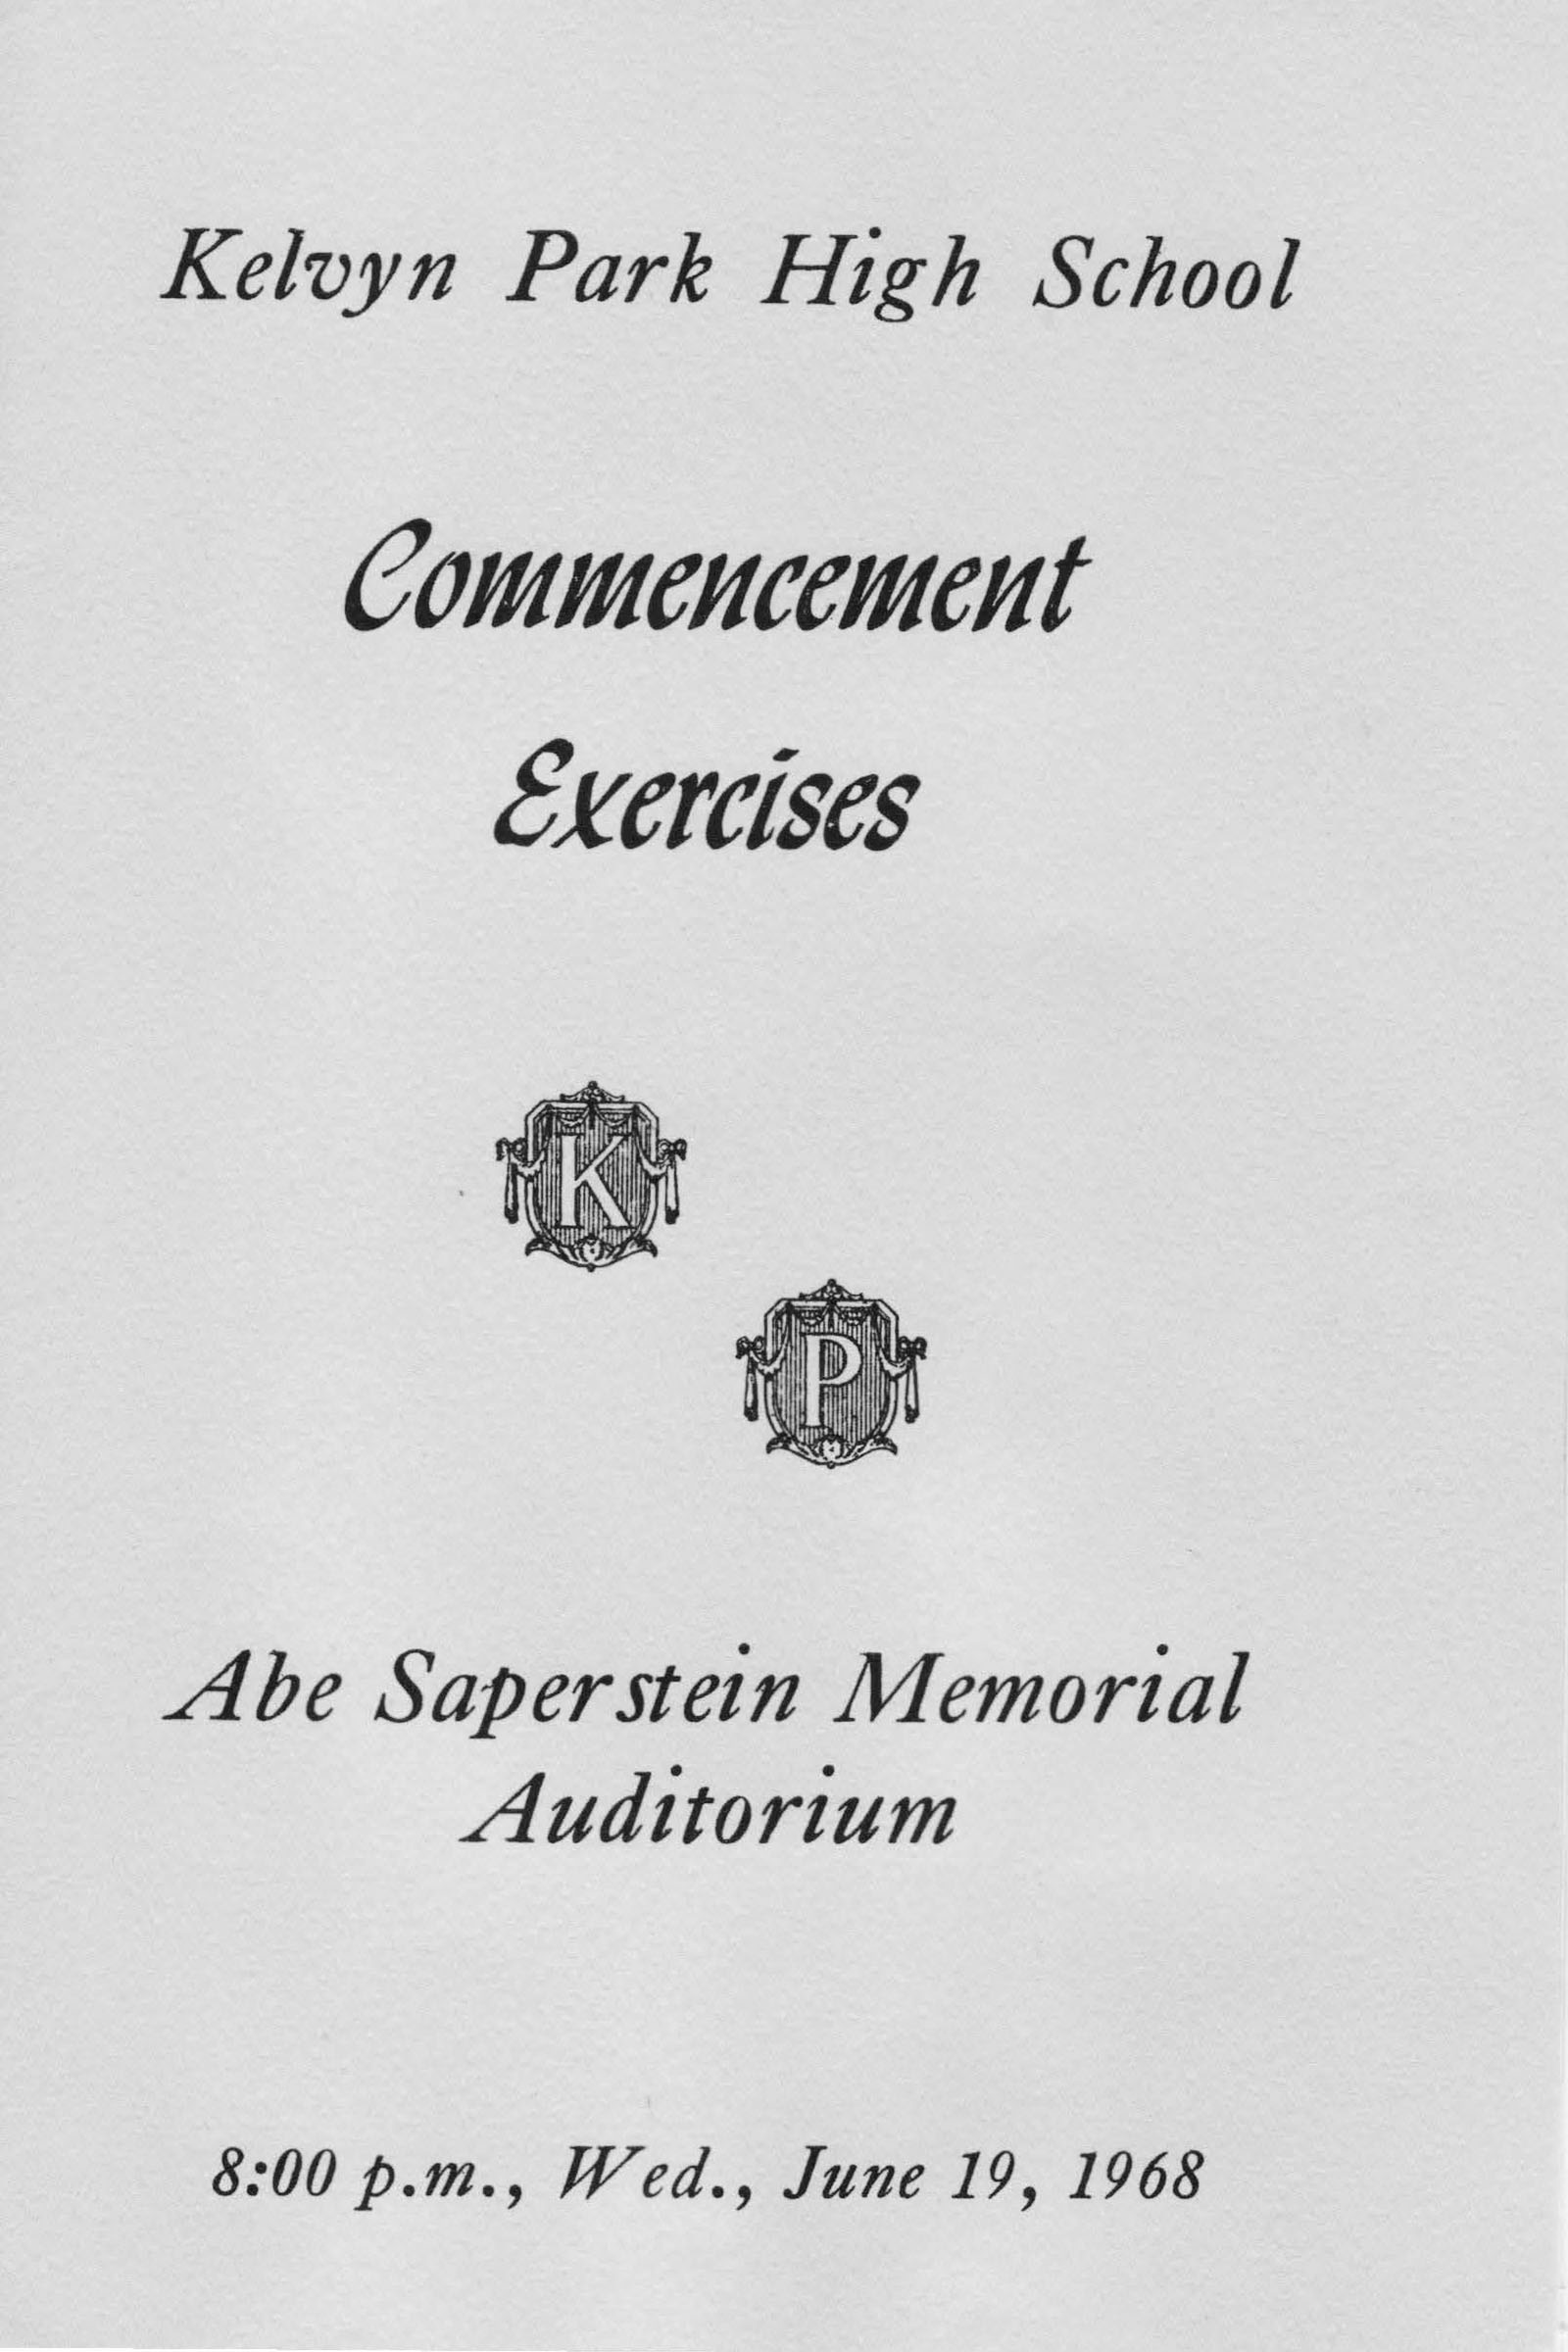 Kelvyn Park High School
Commencement
Exercises
K
P
Abe Saperstein Memorial
Auditorium
8:00 p.m., Wed., June 19, 1968